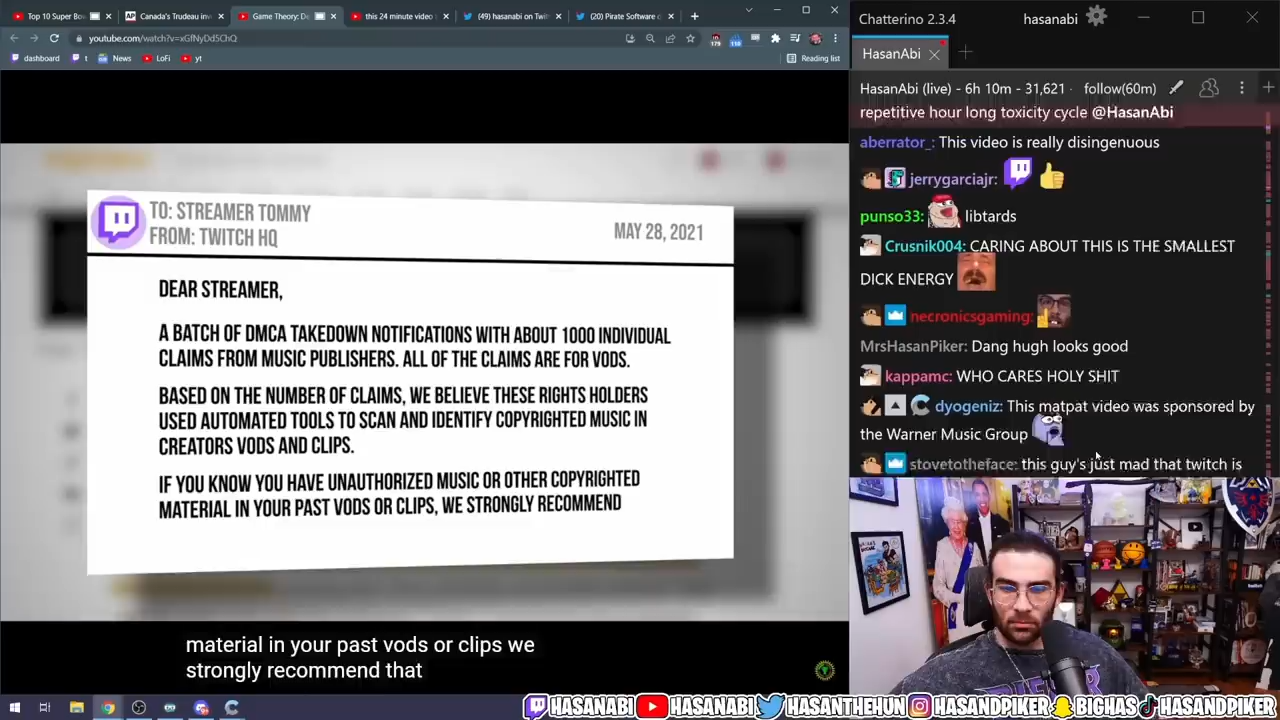 Top 10 Super Bow
Canada's Trudeau inv
Game Theory: De
this 24 minute video
(49) hasanabi on Twit
(20) Pirate Software
youtube.com/watch?v=xGfNyDd5ChQ
dashboard
t
News
LoFi
yt
Reading list
TO: STREAMER TOMMY
FROM: TWITCH HQ
MAY 28, 2021
DEAR STREAMER,
A BATCH OF DMCA TAKEDOWN NOTIFICATIONS WITH ABOUT 1000 INDIVIDUAL
CLAIMS FROM MUSIC PUBLISHERS. ALL OF THE CLAIMS ARE FOR VODS.
BASED ON THE NUMBER OF CLAIMS, WE BELIEVE THESE RIGHTS HOLDERS
USED AUTOMATED TOOLS TO SCAN AND IDENTIFY COPYRIGHTED MUSIC IN
CREATORS VODS AND CLIPS.
IF YOU KNOW YOU HAVE UNAUTHORIZED MUSIC OR OTHER COPYRIGHTED
MATERIAL IN YOUR PAST VODS OR CLIPS, WE STRONGLY RECOMMEND
material in your past vods or clips we
strongly recommend that
Chatterino 2.3.4
hasanabi
HasanAbi
HasanAbi (live) - 6h 10m - 31,621
follow(60m)
repetitive hour long toxicity cycle @HasanAbi
aberrator_: This video is really disingenuous
jerrygarciajr:
punso33: libtards
Crusnik004: CARING ABOUT THIS IS THE SMALLEST
DICK ENERGY
necronicsgaming:
MrsHasanPiker: Dang hugh looks good
kappamc: WHO CARES HOLY SHIT
dyogeniz: This matpat video was sponsored by
the Warner Music Group
stovetotheface: this guy's just mad that twitch is
HASANABI
HASANABI
HASANTHEHUN
HASANDPIKER
BIGHAS
HASANDPIKER